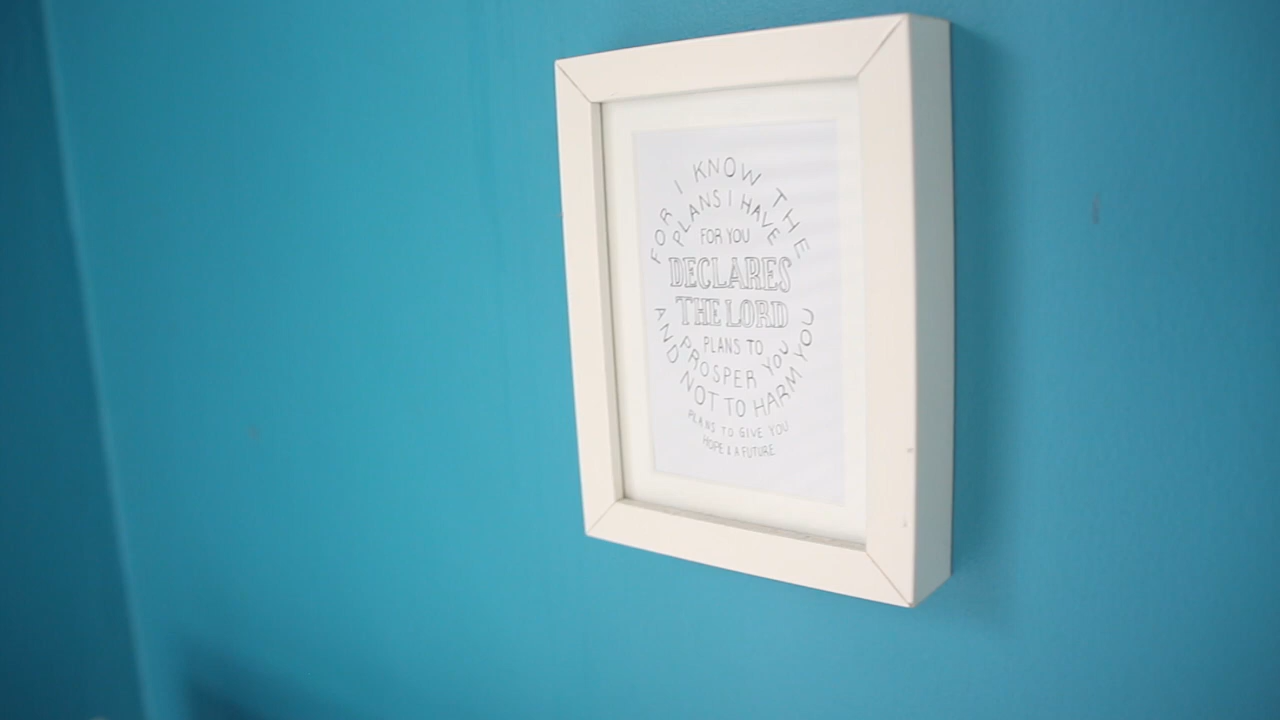 FOR I KNOW THE
PLANS I HAVE
FOR YOU
DECLARES
THE LORD
PLANS TO
PROSPER YOU
AND NOT TO HARM YOU
PLANS TO GIVE YOU
HOPE & A FUTURE